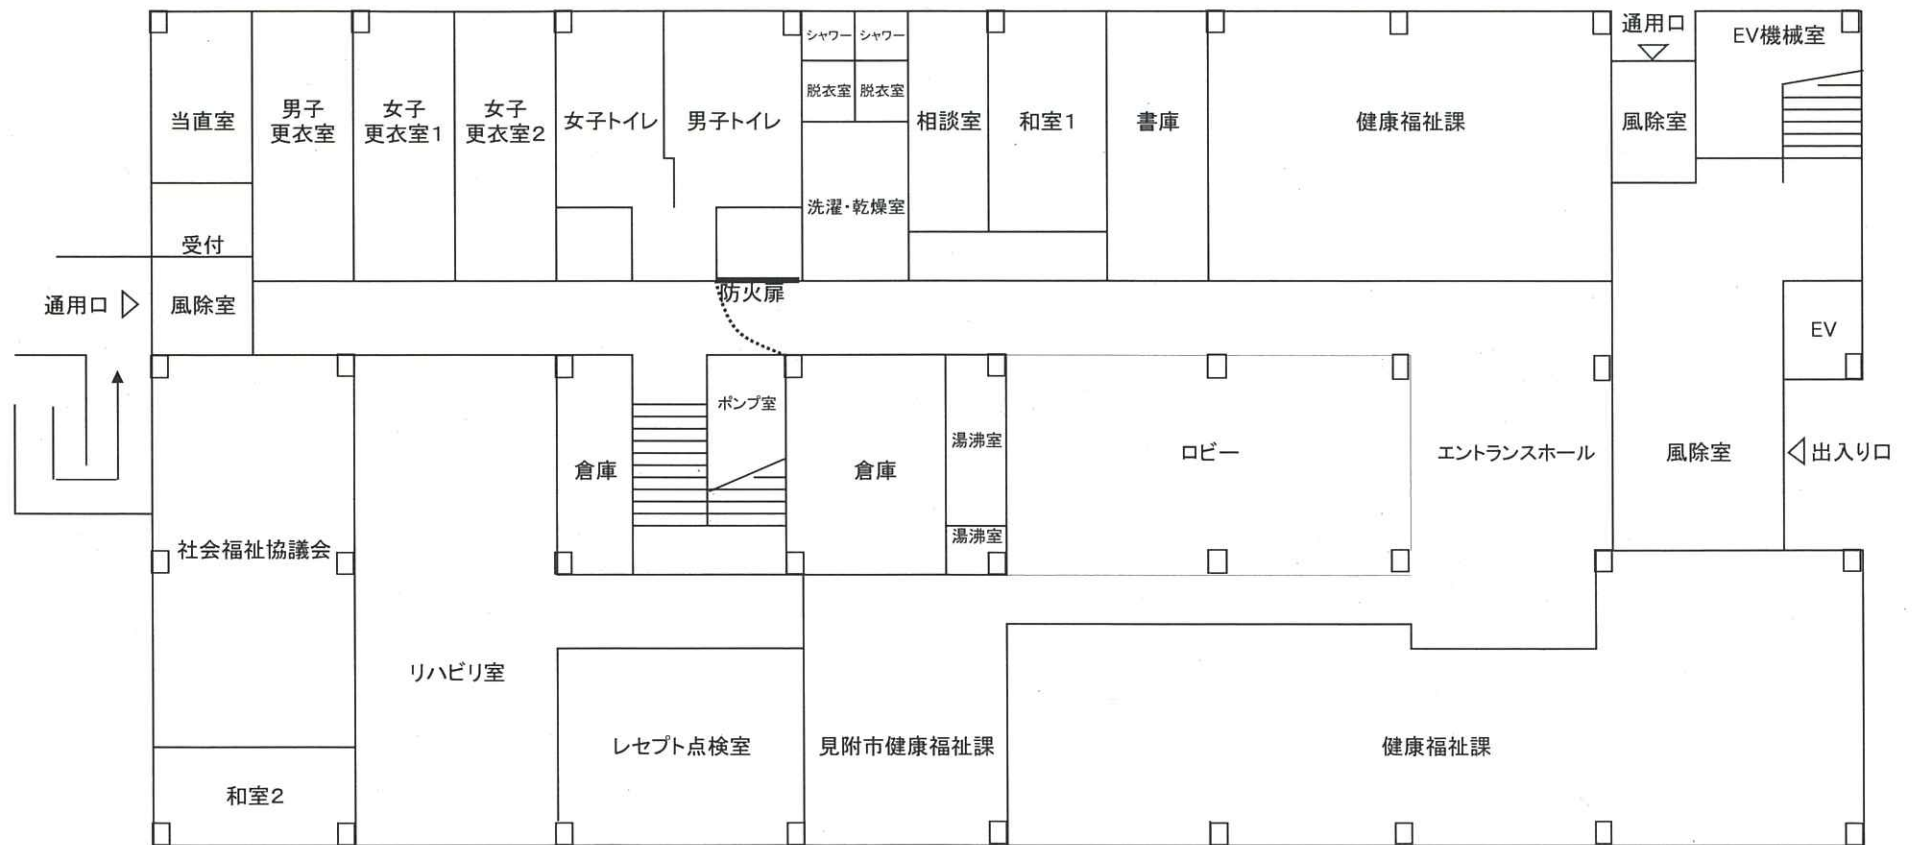 通用口
EV機械室
シャワー
シャワー
脱衣室
脱衣室
当直室
男子
更衣室
女子
更衣室1
女子
更衣室2
女子トイレ
男子トイレ
相談室
和室1
書庫
健康福祉課
風除室
洗濯・乾燥室
受付
通用口
風除室
防火扉
EV
ポンプ室
倉庫
倉庫
湯沸室
ロビー
エントランスホール
風除室
出入り口
湯沸室
社会福祉協議会
リハビリ室
レセプト点検室
見附市健康福祉課
健康福祉課
和室2